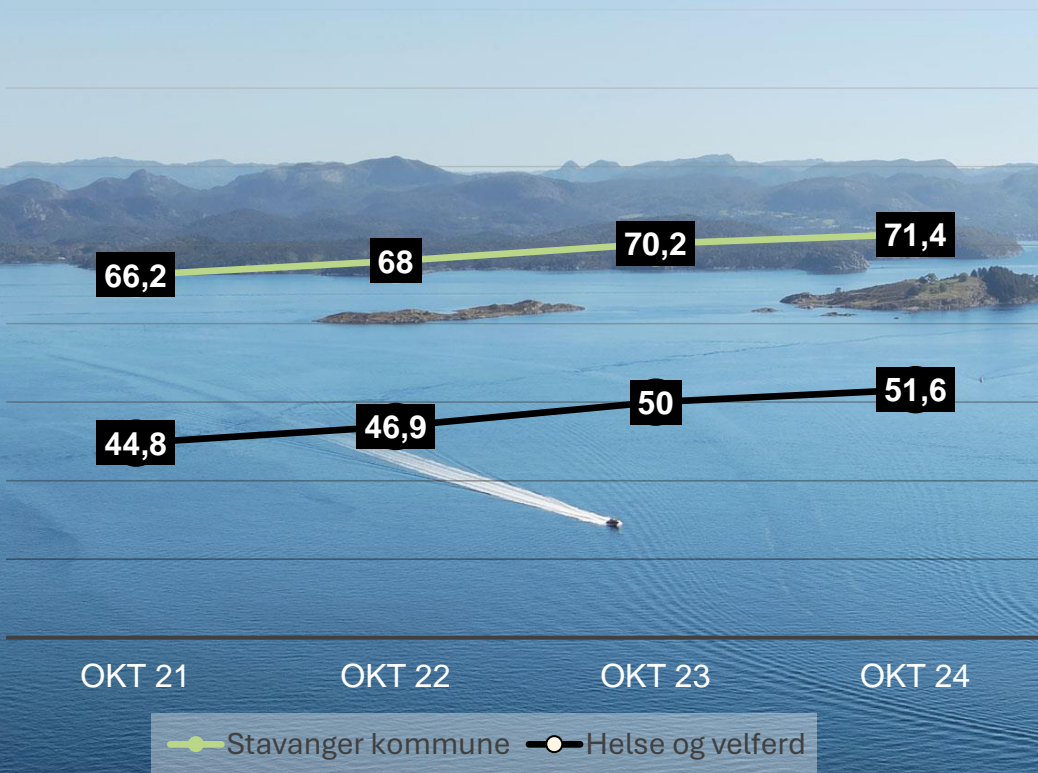 66,2 68 70,2 71,4
44,8 46,9 50 51,6
OKT 21 OKT 22 OKT 23 OKT 24
Stavanger kommune Helse og velferd